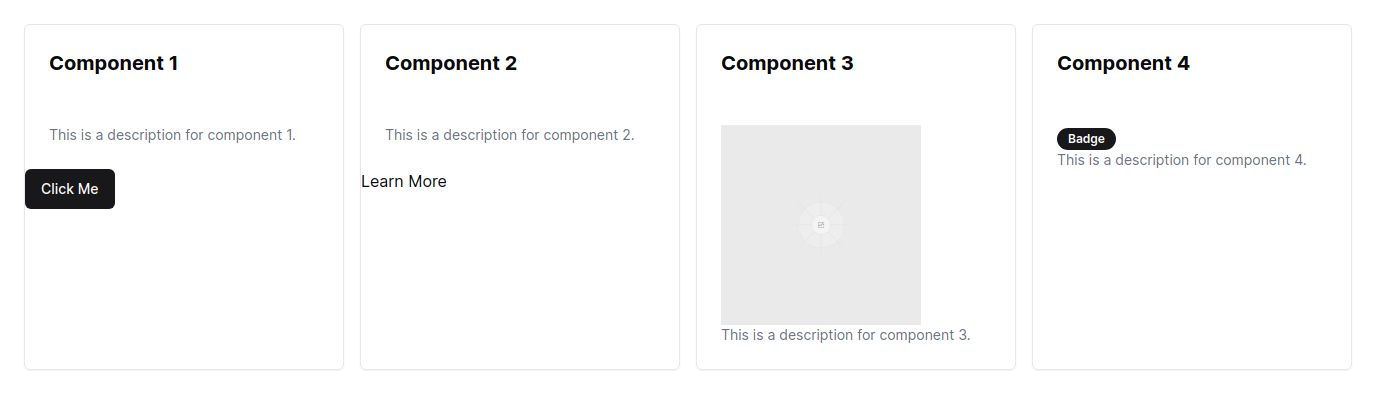 Component 1
This is a description for component 1.
Click Me
Component 2
This is a description for component 2.
Learn More
Component 3
This is a description for component 3.
Component 4
Badge
This is a description for component 4.